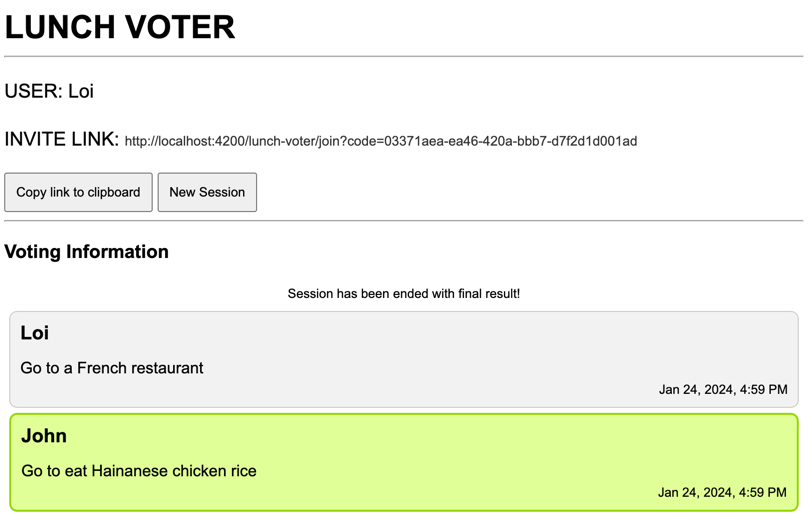 LUNCH VOTER
USER: Loi
INVITE LINK: http://localhost:4200/lunch-voter/join?code=03371aea-ea46-420a-bbb7-d7f2d1d001ad
Copy link to clipboard New Session
Voting Information
Session has been ended with final result!
Loi
Go to a French restaurant
Jan 24, 2024, 4:59 PM
John
Go to eat Hainanese chicken rice
Jan 24, 2024, 4:59 PM